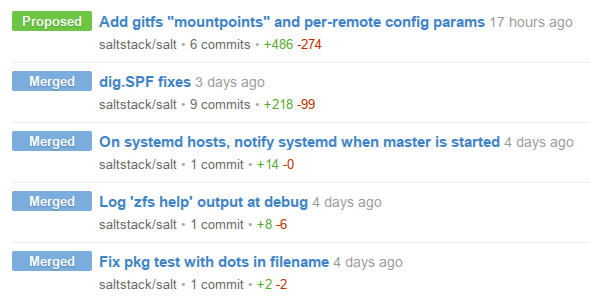 Proposed Add gitfs "mountpoints" and per-remote config params 17 hours ago
saltstack/salt • 6 commits • +486 -274
Merged dig.SPF fixes 3 days ago
saltstack/salt • 9 commits • +218 -99
Merged On systemd hosts, notify systemd when master is started 4 days ago
saltstack/salt • 1 commit • +14 -0
Merged Log 'zfs help' output at debug 4 days ago
saltstack/salt • 1 commit • +8 -6
Merged Fix pkg test with dots in filename 4 days ago
saltstack/salt • 1 commit • +2 -2